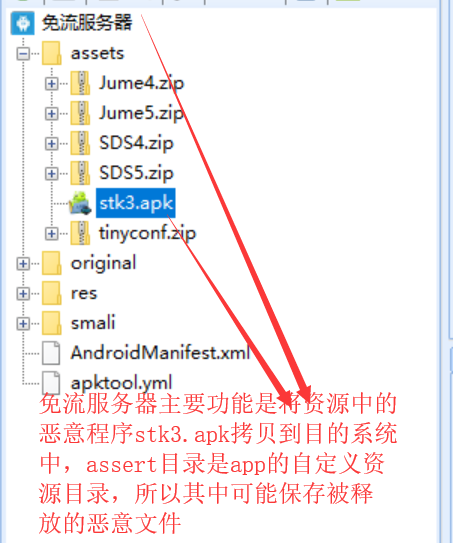 免流服务器
assets
Jume4.zip
Jume5.zip
SDS4.zip
SDS5.zip
stk3.apk
tinyconf.zip
original
res
smali
AndroidManifest.xml
apktool.yml
免流服务器主要功能是将资源中的
恶意程序stk3.apk拷贝到目的系统
中，assert目录是app的自定义资
源目录，所以其中可能保存被释
放的恶意文件